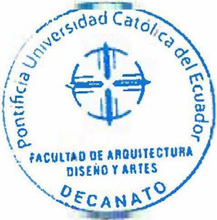 Pontificia Universidad Católica del Ecuador
FACULTAD DE ARQUITECTURA
DISEÑO Y ARTES
DECANATO